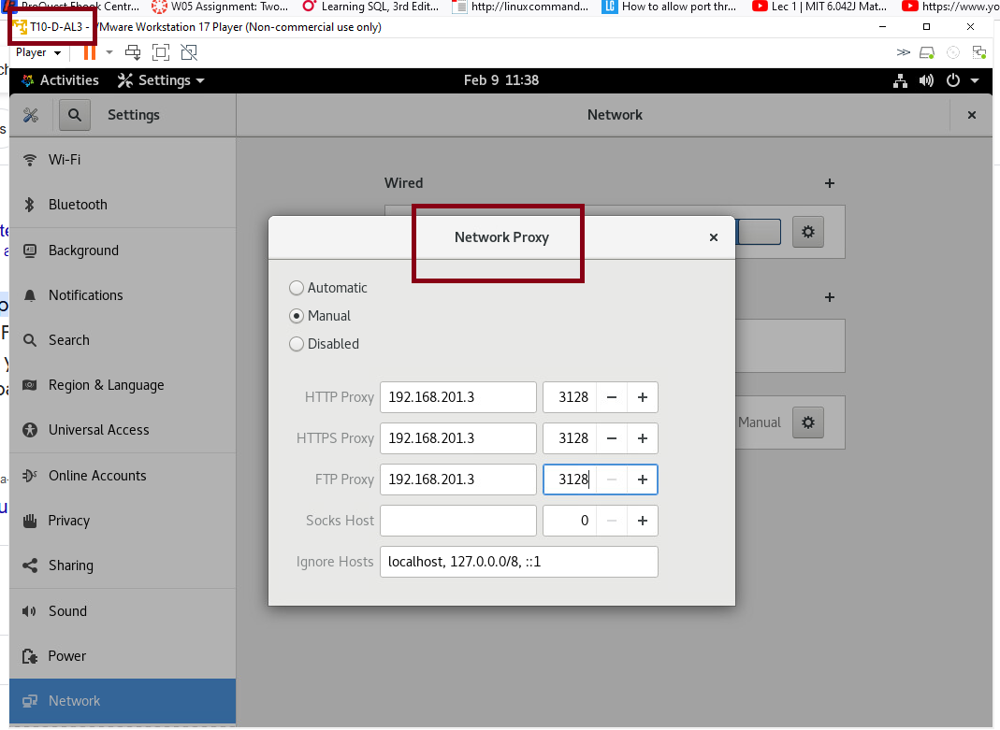 ProQuest Ebook Centr... W05 Assignment: Two... Learning SQL, 3rd Edit... http://linuxcommand... How to allow port thr... Lec 1 | MIT 6.042J Mat... https://www.yo
T10-D-AL3 - VMware Workstation 17 Player (Non-commercial use only)
Player
Activities Settings Feb 9 11:38
Settings Network
Wi-Fi
Bluetooth
Background
Notifications
Search
Region & Language
Universal Access
Online Accounts
Privacy
Sharing
Sound
Power
Network
Wired
Manual
Network Proxy
Automatic
Manual
Disabled
HTTP Proxy 192.168.201.3 3128 − +
HTTPS Proxy 192.168.201.3 3128 − +
FTP Proxy 192.168.201.3 3128 − +
Socks Host 0 − +
Ignore Hosts localhost, 127.0.0.0/8, ::1